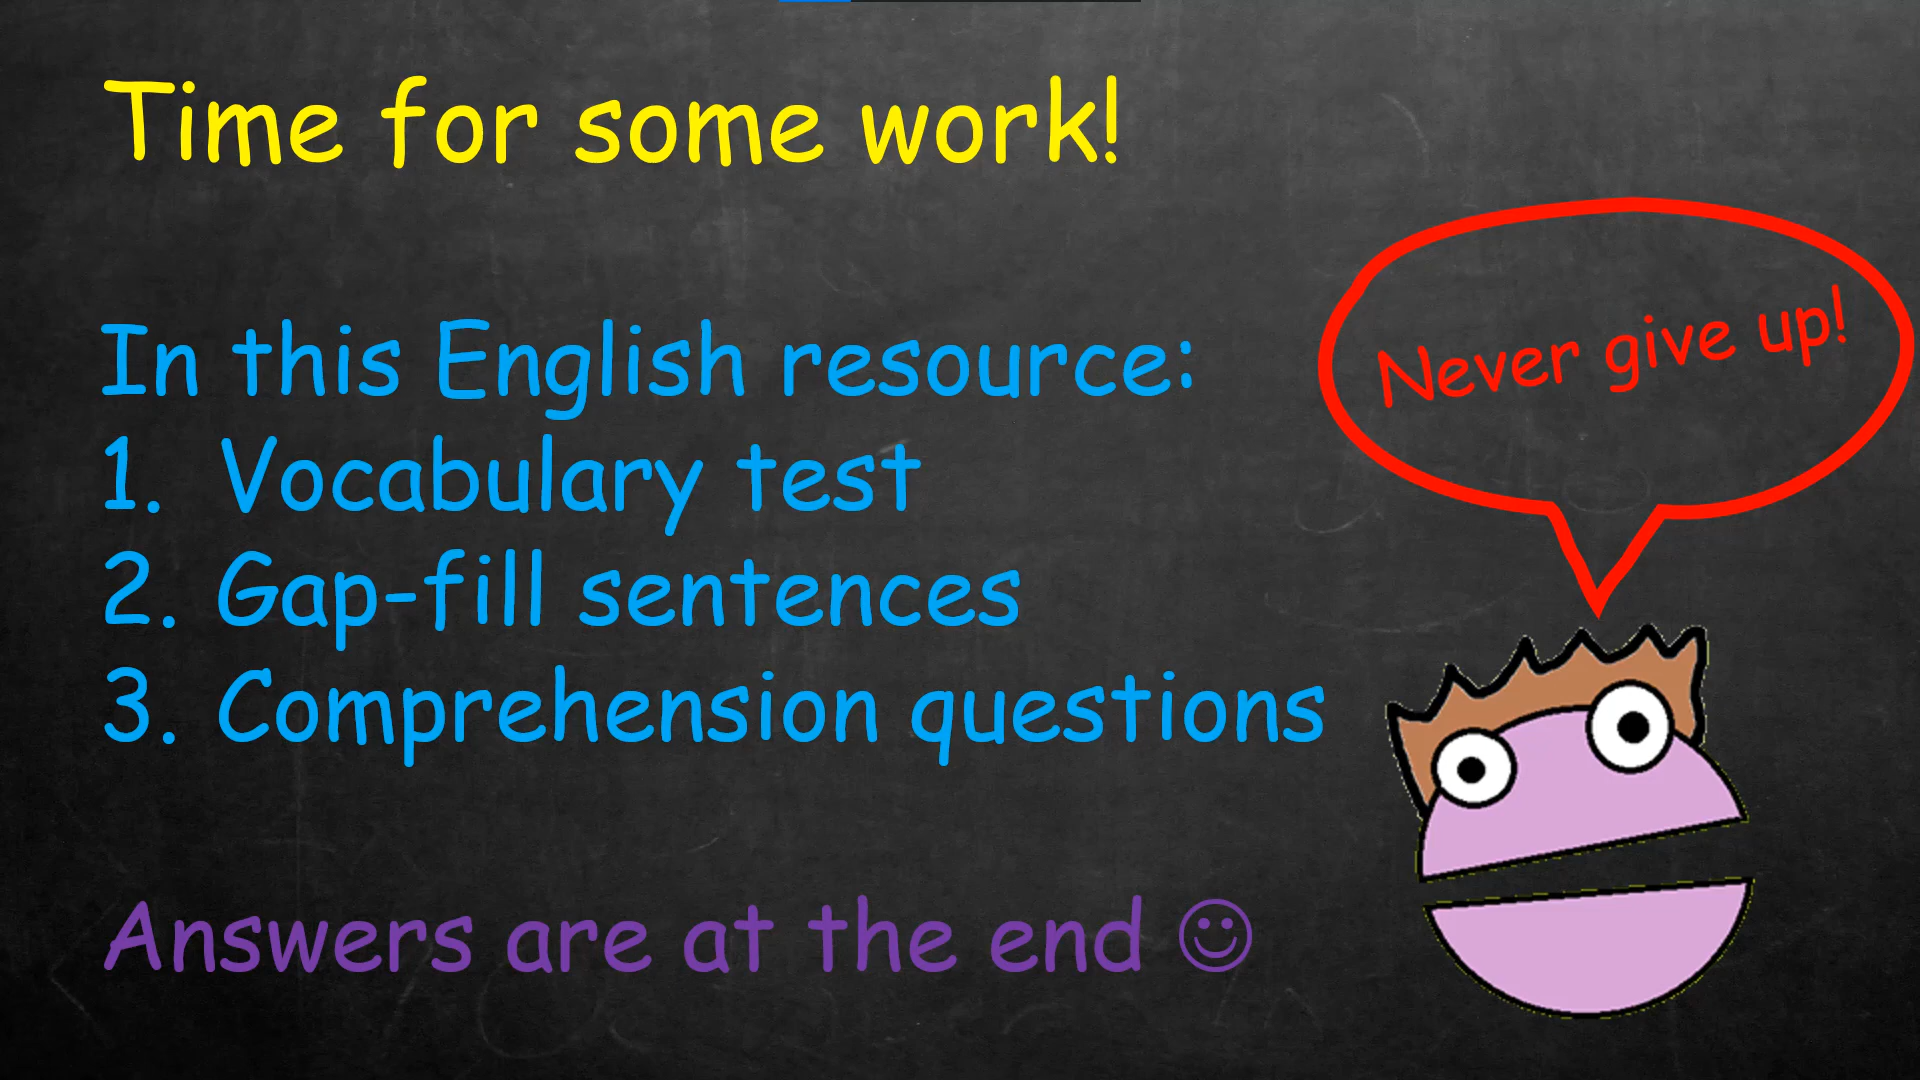 Time for some work!
Never give up!
In this English resource:
1. Vocabulary test
2. Gap-fill sentences
3. Comprehension questions
Answers are at the end ☺